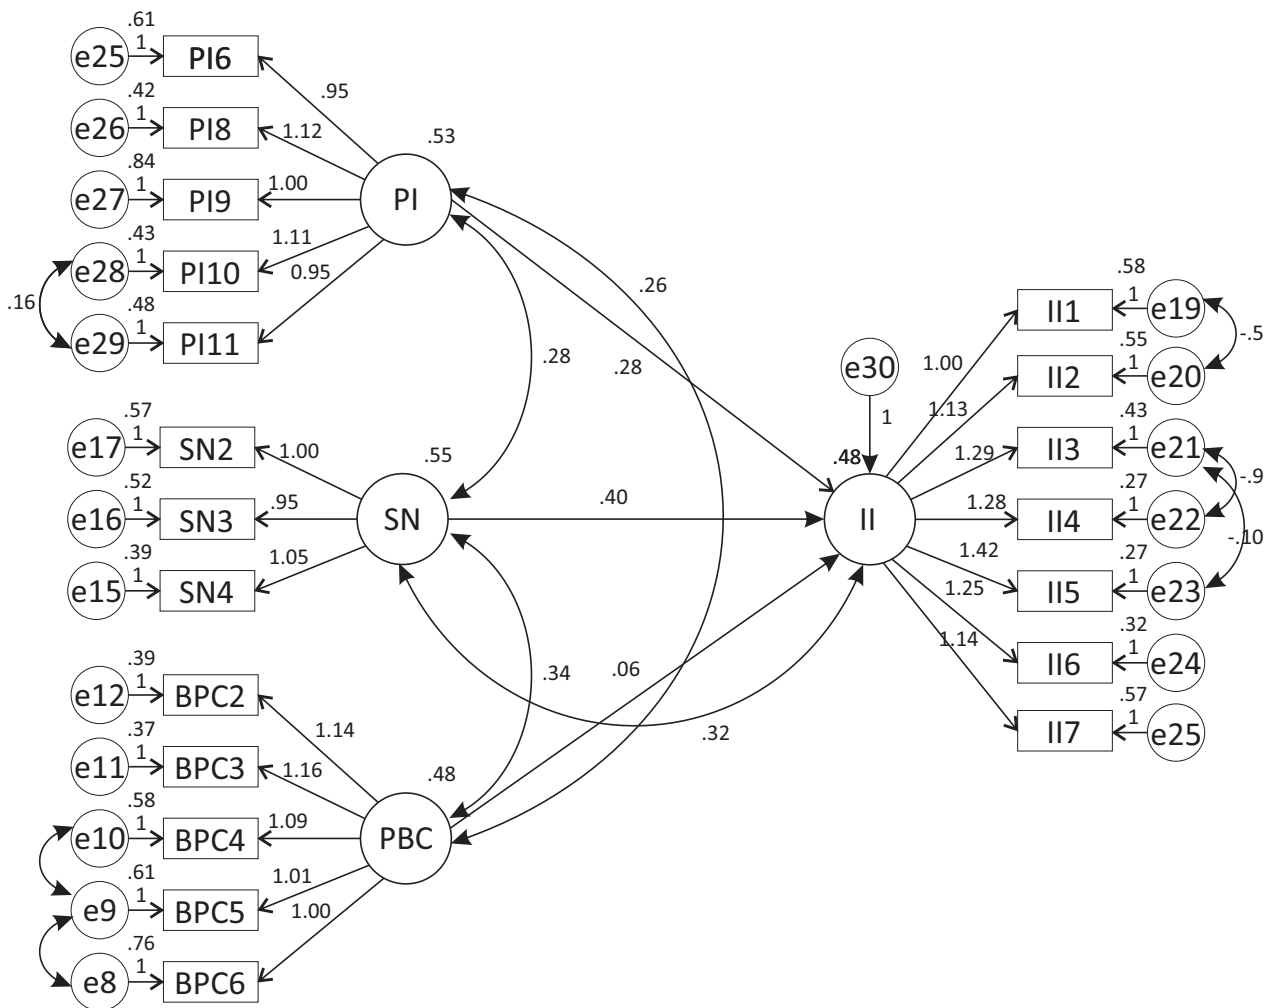 .61
e25 1 PI6
.95
.42
e26 1 PI8
1.12
.53
.84
e27 1 PI9
1.00
PI
.43
e28 1 PI10
1.11
.16
.48
e29 1 PI11
0.95
.26
.28
.28
.57
e17 1 SN2
1.00
.55
.52
e16 1 SN3
.95
SN
.40
.39
e15 1 SN4
1.05
.34
.06
.32
.39
e12 1 BPC2
1.14
.37
e11 1 BPC3
1.16
.48
.58
e10 1 BPC4
1.09
PBC
.61
e9 1 BPC5
1.01
.76
e8 1 BPC6
1.00
e30
1
.48
II
.58
1.00
II1 1 e19
-.5
.55
1.13
II2 1 e20
.43
1.29
II3 1 e21
-.9
.27
1.28
II4 1 e22
-.10
.27
1.42
II5 1 e23
.32
1.25
II6 1 e24
.57
1.14
II7 1 e25